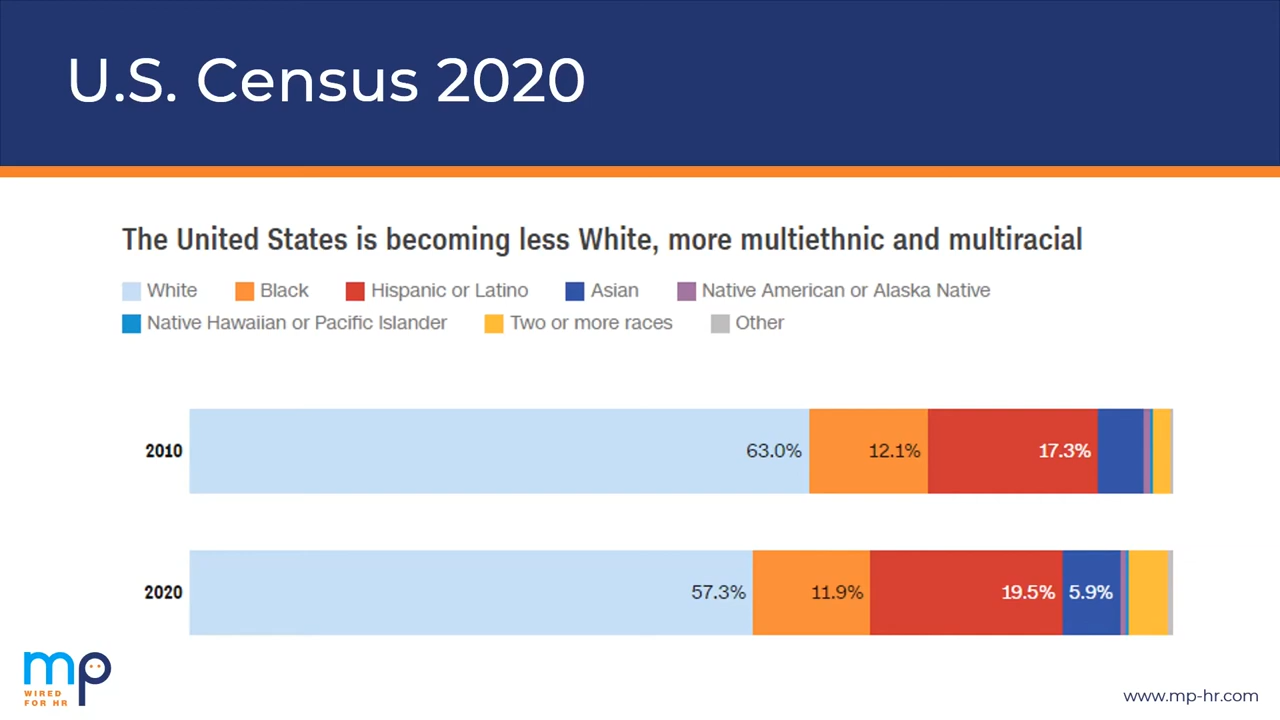 U.S. Census 2020
The United States is becoming less White, more multiethnic and multiracial
White Black Hispanic or Latino Asian Native American or Alaska Native
Native Hawaiian or Pacific Islander Two or more races Other
2010 63.0% 12.1% 17.3%
2020 57.3% 11.9% 19.5% 5.9%
mp
WIRED
FOR HR
www.mp-hr.com